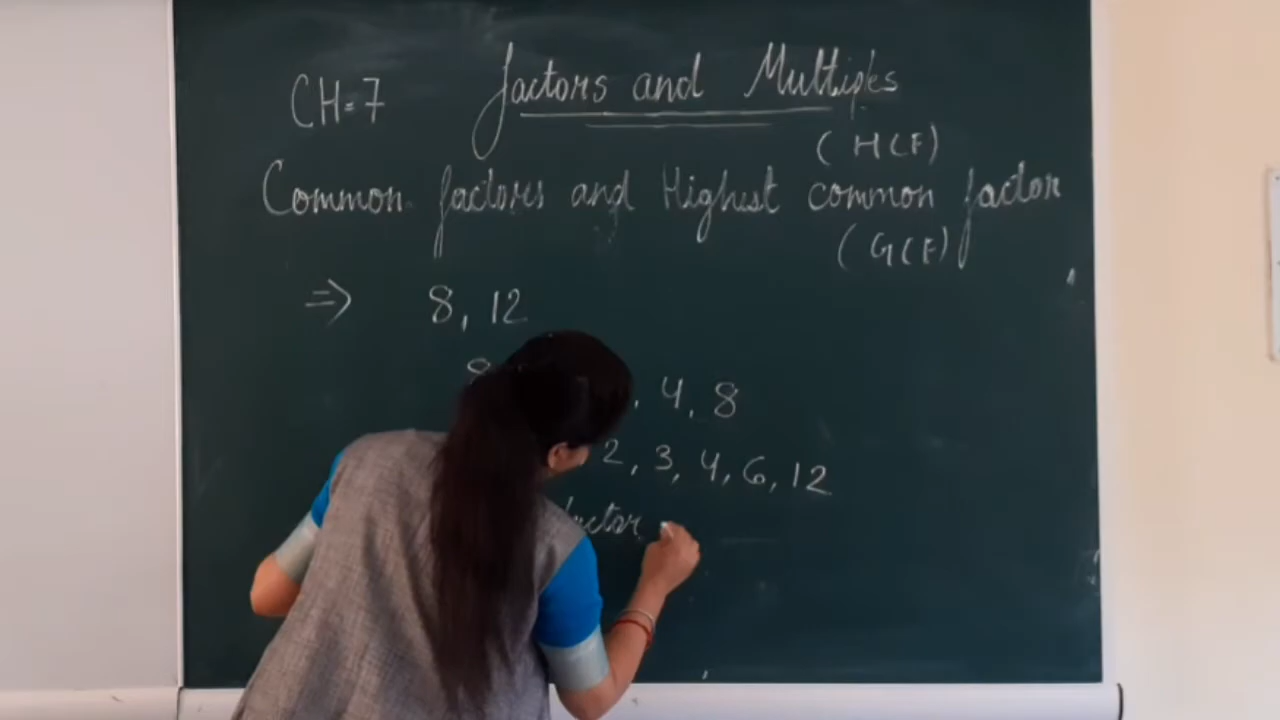 CH=7 Factors and Multiples
(HCF)
Common factors and Highest common factor
(GCF)
⇒ 8, 12
8 , 4, 8
2, 3, 4, 6, 12
factor